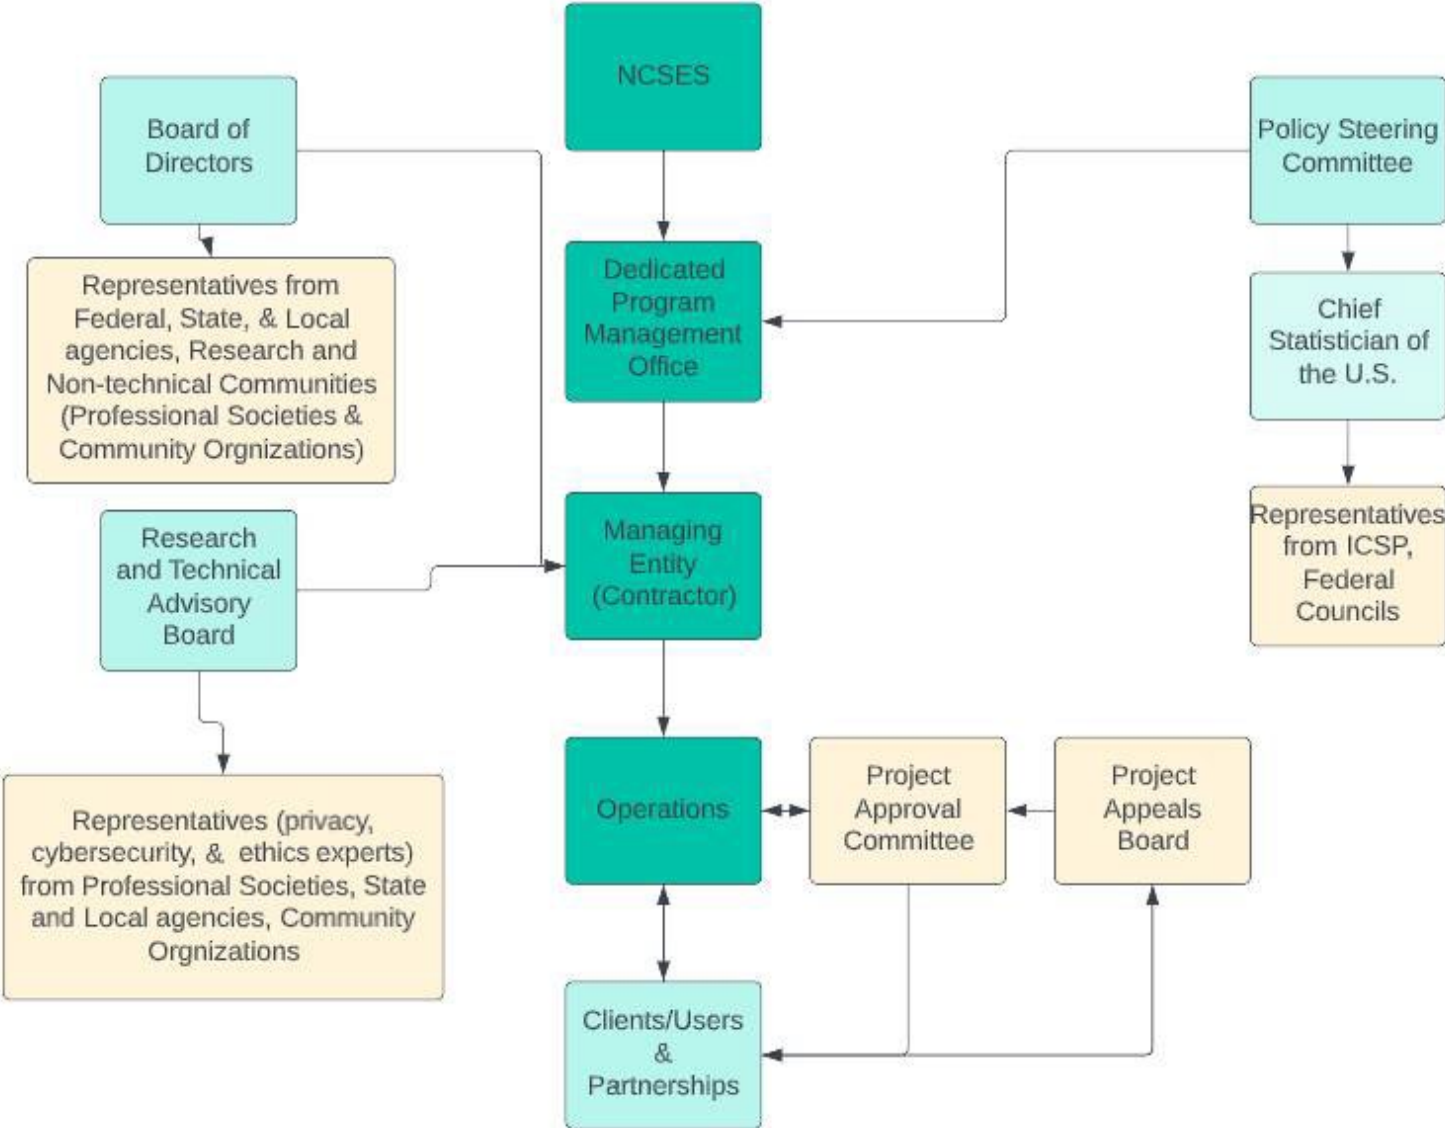 NCSES
Board of
Directors
Policy Steering
Committee
Representatives from
Federal, State, & Local
agencies, Research and
Non-technical Communities
(Professional Societies &
Community Orgnizations)
Dedicated
Program
Management
Office
Chief
Statistician of
the U.S.
Research
and Technical
Advisory
Board
Managing
Entity
(Contractor)
Representatives
from ICSP,
Federal
Councils
Representatives (privacy,
cybersecurity, & ethics experts)
from Professional Societies, State
and Local agencies, Community
Orgnizations
Operations
Project
Approval
Committee
Project
Appeals
Board
Clients/Users
&
Partnerships